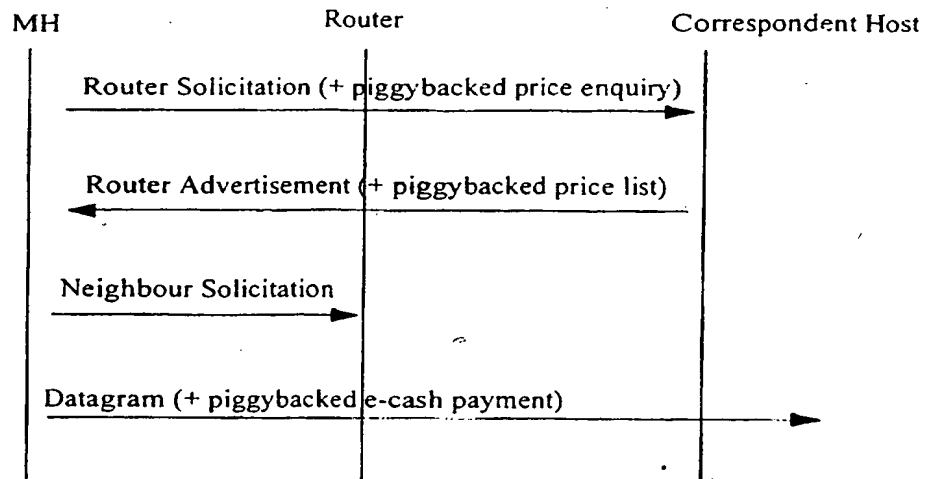 MH
Router
Correspondent Host
Router Solicitation (+ piggybacked price enquiry)
Router Advertisement (+ piggybacked price list)
Neighbour Solicitation
Datagram (+ piggybacked e-cash payment)